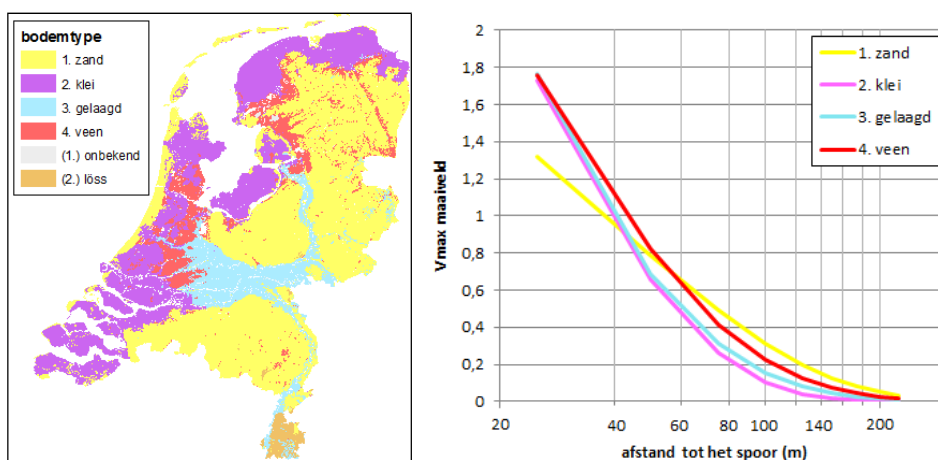 bodemtype
1. zand
2. klei
3. gelaagd
4. veen
(1.) onbekend
(2.) löss
Vmax maaiveld
2
1,8
1,6
1,4
1,2
1
0,8
0,6
0,4
0,2
0
20
40
60
80
100
140
200
afstand tot het spoor (m)
1. zand
2. klei
3. gelaagd
4. veen